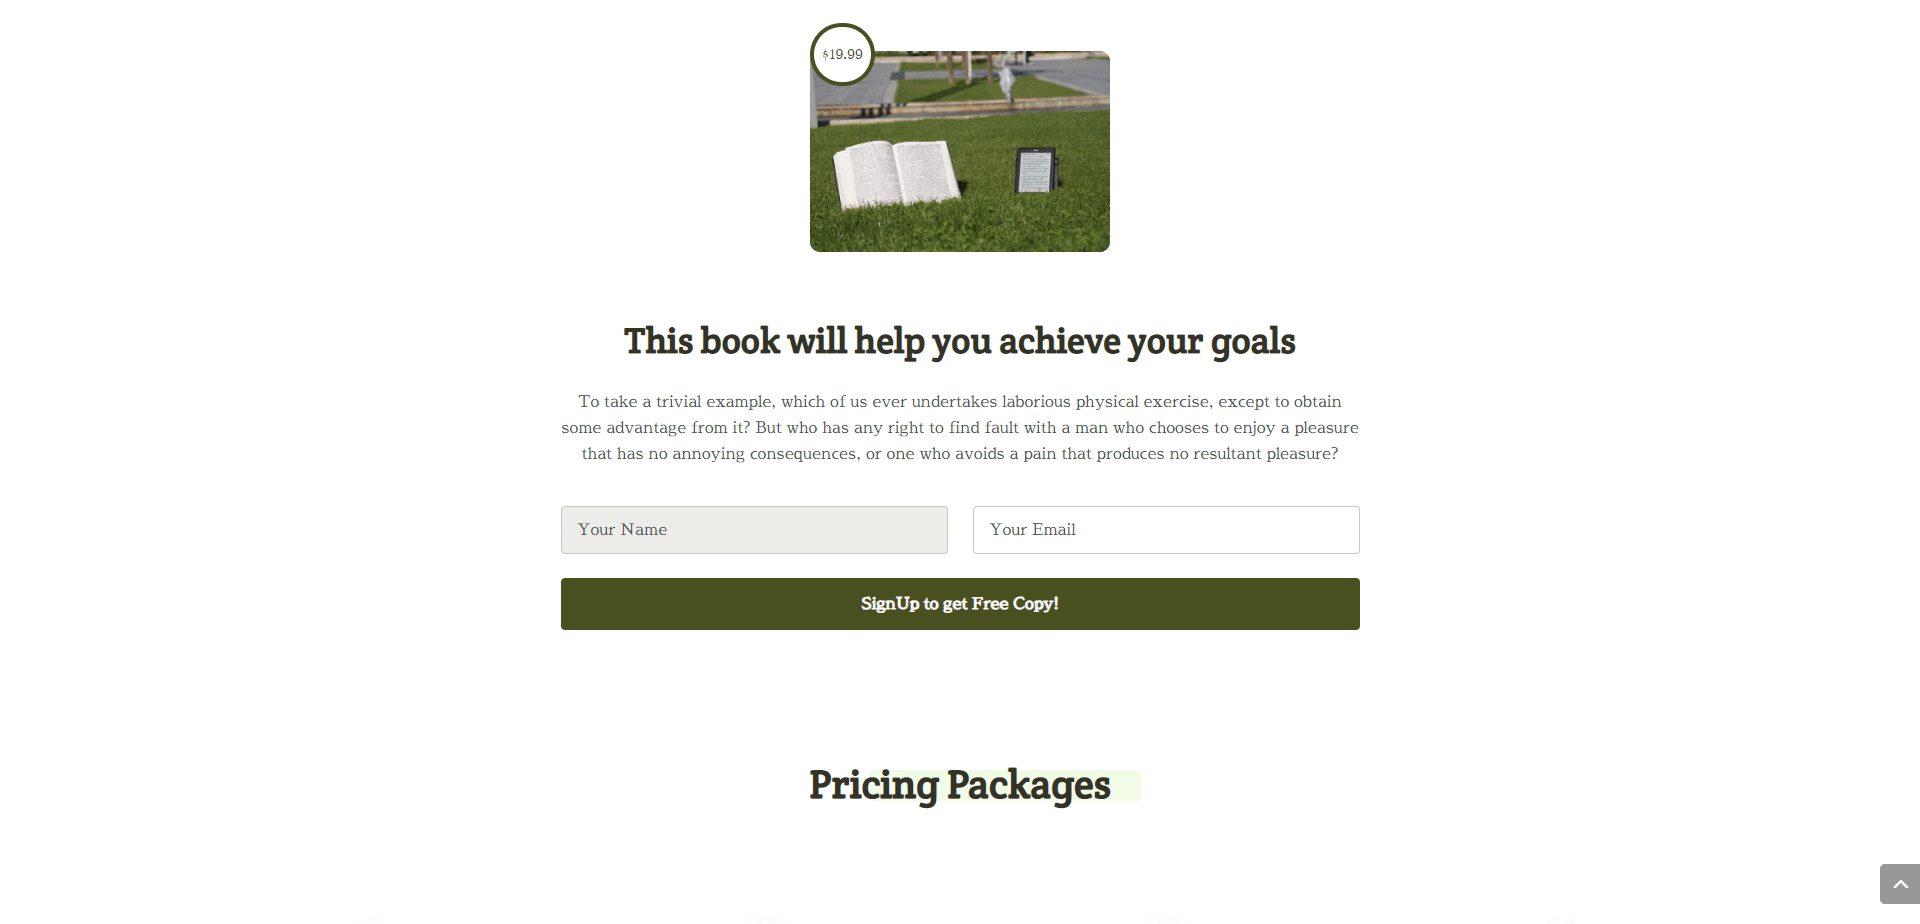 $19.99
This book will help you achieve your goals
To take a trivial example, which of us ever undertakes laborious physical exercise, except to obtain
some advantage from it? But who has any right to find fault with a man who chooses to enjoy a pleasure
that has no annoying consequences, or one who avoids a pain that produces no resultant pleasure?
Your Name
Your Email
SignUp to get Free Copy!
Pricing Packages